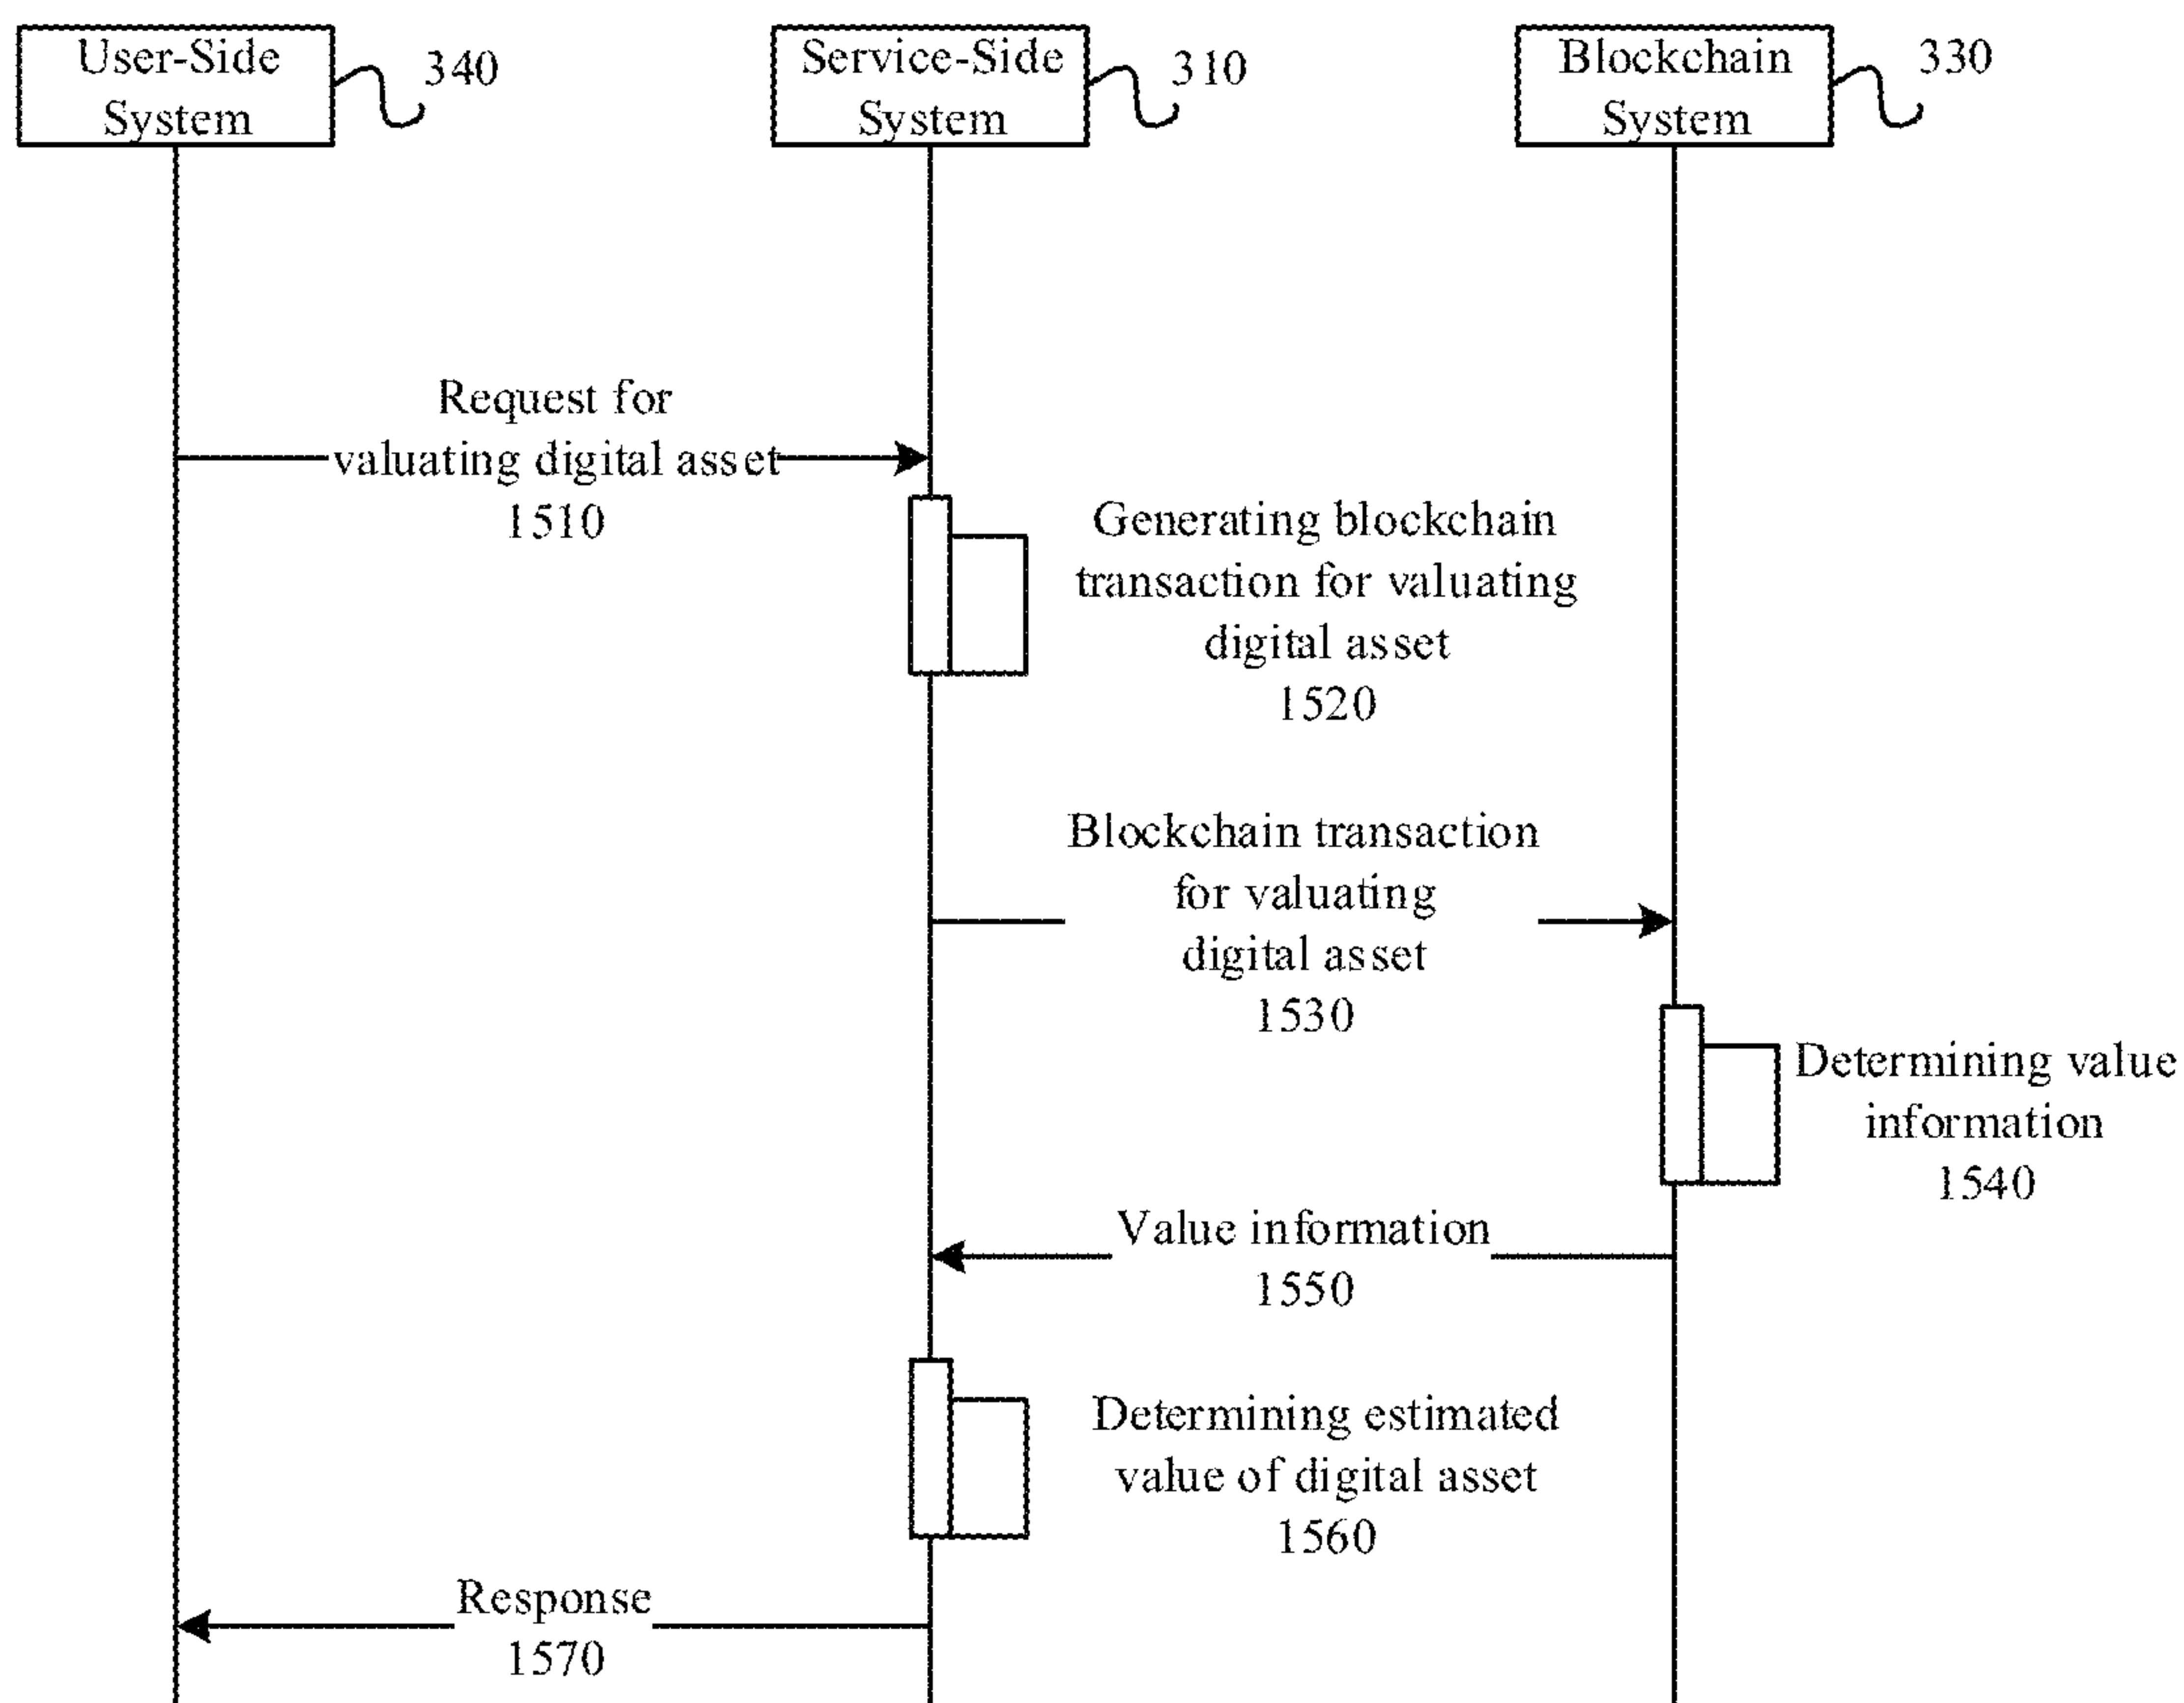 User-Side
System
340
Service-Side
System
310
Blockchain
System
330
Request for
valuating digital asset
1510
Generating blockchain
transaction for valuating
digital asset
1520
Blockchain transaction
for valuating
digital asset
1530
Determining value
information
1540
Value information
1550
Determining estimated
value of digital asset
1560
Response
1570